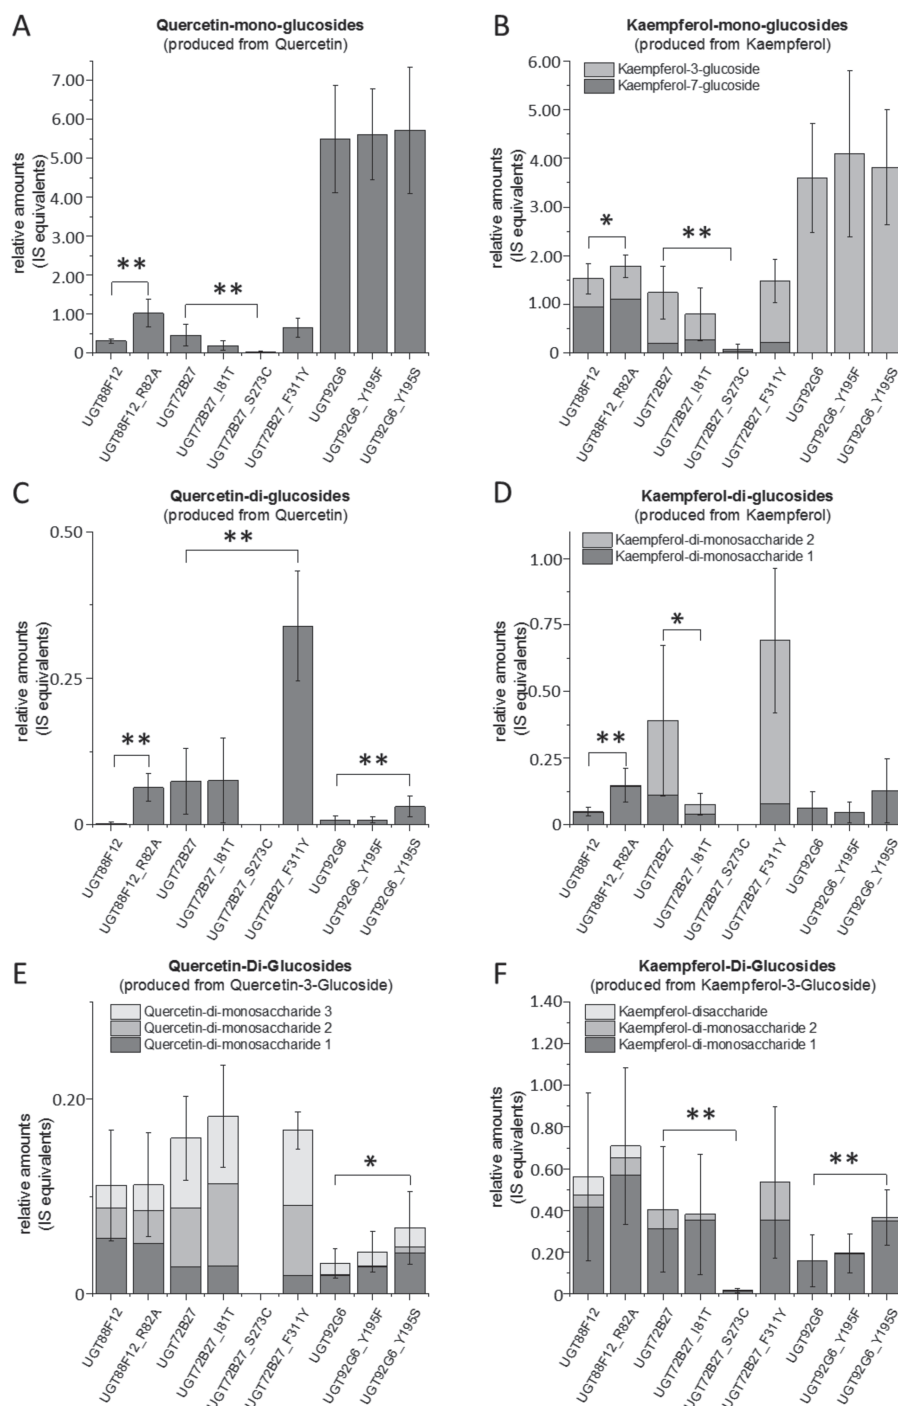 A
Quercetin-mono-glucosides
(produced from Quercetin)
relative amounts
(IS equivalents)
7.00
6.00
5.00
4.00
3.00
2.00
1.00
0
**
**
UGT88F12
UGT88F12_R82A
UGT72B27
UGT72B27_I81T
UGT72B27_S273C
UGT72B27_F311Y
UGT92G6
UGT92G6_Y195F
UGT92G6_Y195S
B
Kaempferol-mono-glucosides
(produced from Kaempferol)
relative amounts
(IS equivalents)
6.00
5.00
4.00
3.00
2.00
1.00
0
Kaempferol-3-glucoside
Kaempferol-7-glucoside
*
**
UGT88F12
UGT88F12_R82A
UGT72B27
UGT72B27_I81T
UGT72B27_S273C
UGT72B27_F311Y
UGT92G6
UGT92G6_Y195F
UGT92G6_Y195S
C
Quercetin-di-glucosides
(produced from Quercetin)
relative amounts
(IS equivalents)
0.50
0.25
0
**
**
**
UGT88F12
UGT88F12_R82A
UGT72B27
UGT72B27_I81T
UGT72B27_S273C
UGT72B27_F311Y
UGT92G6
UGT92G6_Y195F
UGT92G6_Y195S
D
Kaempferol-di-glucosides
(produced from Kaempferol)
relative amounts
(IS equivalents)
1.00
0.75
0.50
0.25
0
Kaempferol-di-monosaccharide 2
Kaempferol-di-monosaccharide 1
**
*
UGT88F12
UGT88F12_R82A
UGT72B27
UGT72B27_I81T
UGT72B27_S273C
UGT72B27_F311Y
UGT92G6
UGT92G6_Y195F
UGT92G6_Y195S
E
Quercetin-Di-Glucosides
(produced from Quercetin-3-Glucoside)
relative amounts
(IS equivalents)
0.20
0
Quercetin-di-monosaccharide 3
Quercetin-di-monosaccharide 2
Quercetin-di-monosaccharide 1
*
UGT88F12
UGT88F12_R82A
UGT72B27
UGT72B27_I81T
UGT72B27_S273C
UGT72B27_F311Y
UGT92G6
UGT92G6_Y195F
UGT92G6_Y195S
F
Kaempferol-Di-Glucosides
(produced from Kaempferol-3-Glucoside)
relative amounts
(IS equivalents)
1.40
1.20
1.00
0.80
0.60
0.40
0.20
0
Kaempferol-disaccharide
Kaempferol-di-monosaccharide 2
Kaempferol-di-monosaccharide 1
**
**
UGT88F12
UGT88F12_R82A
UGT72B27
UGT72B27_I81T
UGT72B27_S273C
UGT72B27_F311Y
UGT92G6
UGT92G6_Y195F
UGT92G6_Y195S